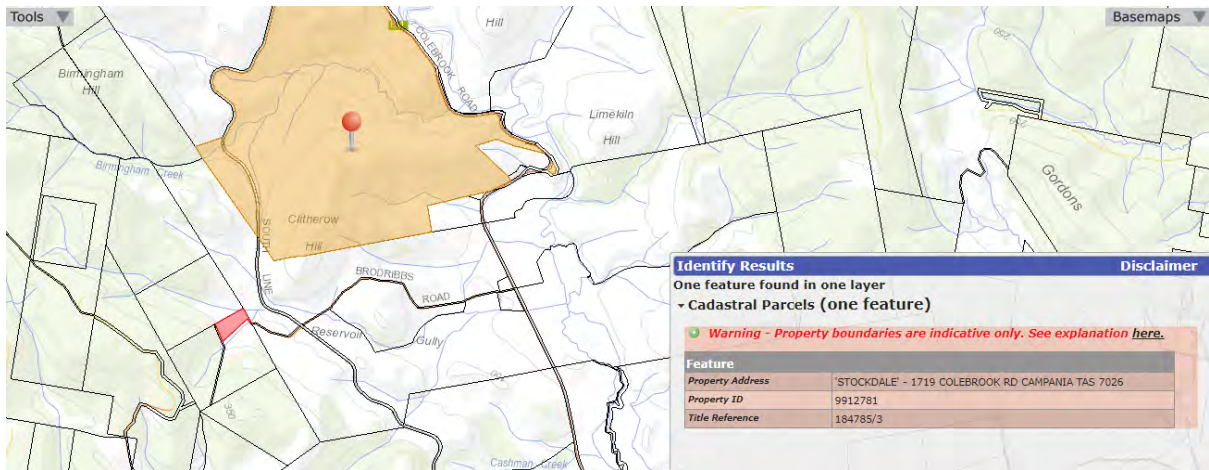 Tools
Basemaps
Hill
COLEBROOK
ROAD
Birmingham
Hill
Limekiln
Hill
Birmingham Creek
Gordons
Clitherow
Hill
SOUTH
LINE
BRODRIBBS
ROAD
Reservoir
Gully
350
Cashman Creek
Identify Results Disclaimer
One feature found in one layer
Cadastral Parcels (one feature)
Warning - Property boundaries are indicative only. See explanation here.
Feature
Property Address 'STOCKDALE' - 1719 COLEBROOK RD CAMPANIA TAS 7026
Property ID 9912781
Title Reference 184785/3